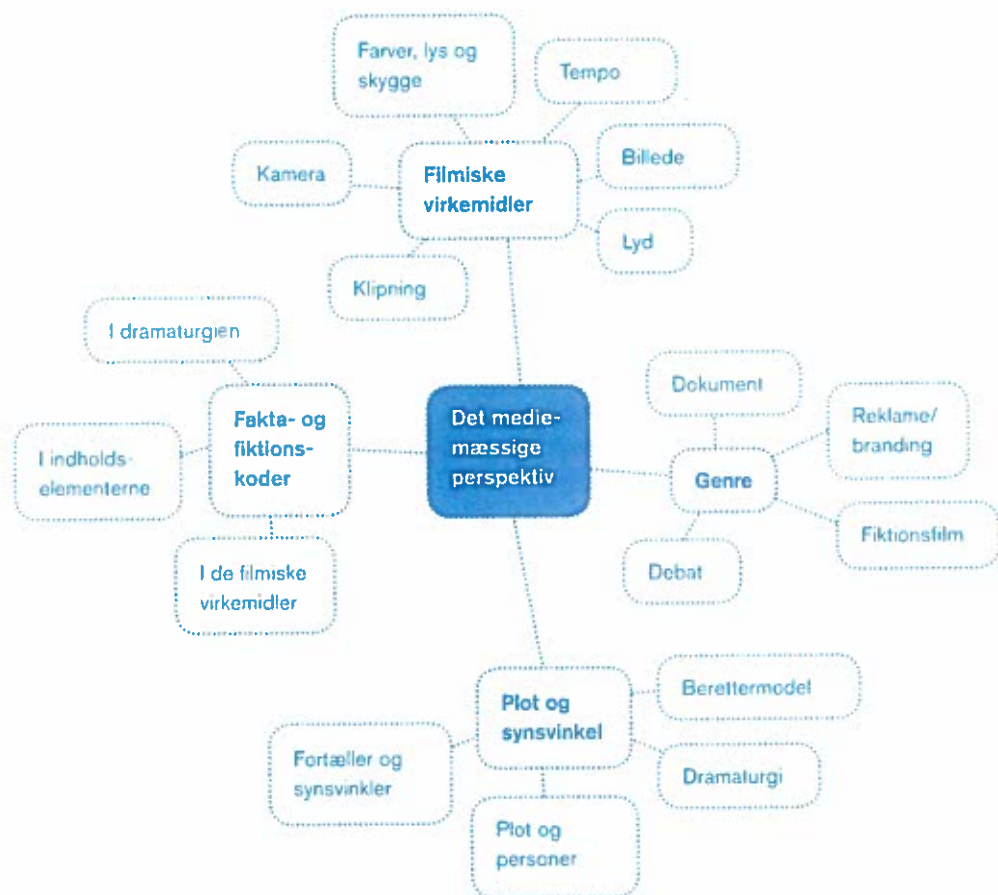 Farver, lys og
skygge
Tempo
Kamera
Filmiske
virkemidler
Billede
Lyd
Klipning
I dramaturgien
Fakta- og
fiktions-
koder
I indholds-
elementerne
I de filmiske
virkemidler
Det medie-
mæssige
perspektiv
Dokument
Reklame/
branding
Genre
Fiktionsfilm
Debat
Plot og
synsvinkel
Berettermodel
Fortæller og
synsvinkler
Dramaturgi
Plot og
personer